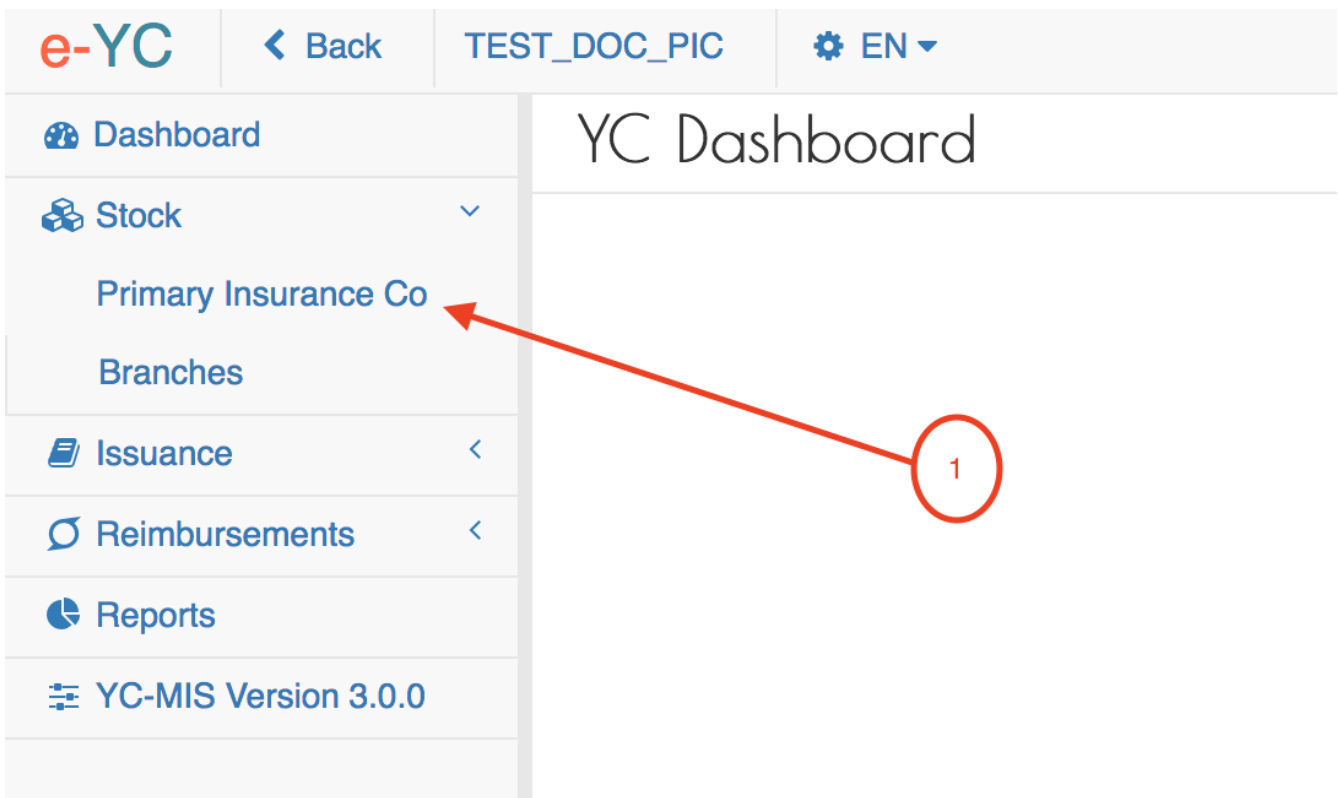 e-YC Back TEST_DOC_PIC EN
Dashboard
YC Dashboard
Stock
Primary Insurance Co
Branches
Issuance
1
Reimbursements
Reports
YC-MIS Version 3.0.0